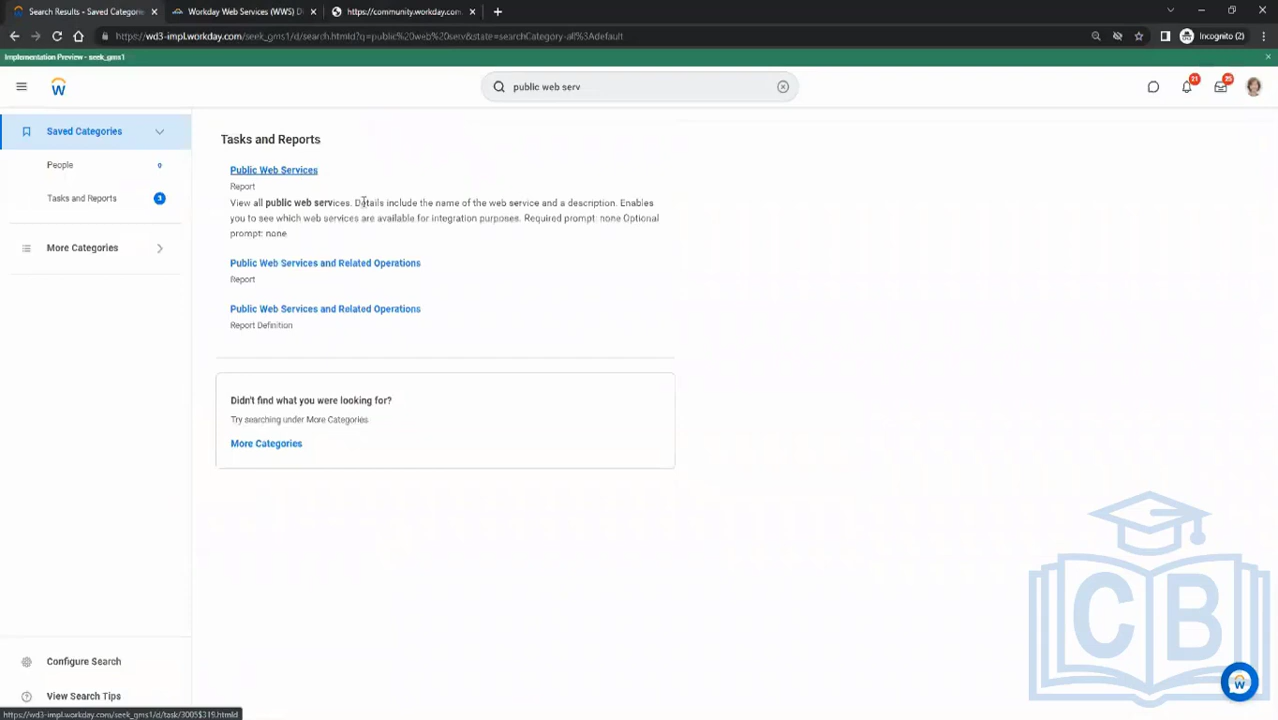 Search Results - Saved Categorie
Workday Web Services (WWS) D
https://community.workday.com
https://wd3-impl.workday.com/seek_gms1/d/search.htmld?q=public%20web%20serv&state=searchCategory-all%3Adefault
Incognito (2)
Implementation Preview - seek_gms1
public web serv
21
35
Saved Categories
People
0
Tasks and Reports
3
More Categories
Tasks and Reports
Public Web Services
Report
View all public web services. Details include the name of the web service and a description. Enables
you to see which web services are available for integration purposes. Required prompt: none Optional
prompt: none.
Public Web Services and Related Operations
Report
Public Web Services and Related Operations
Report Definition
Didn't find what you were looking for?
Try searching under More Categories.
More Categories
CB
Configure Search
View Search Tips
https://wd3-impl.workday.com/seek_gms1/d/task/3005$319.htmld